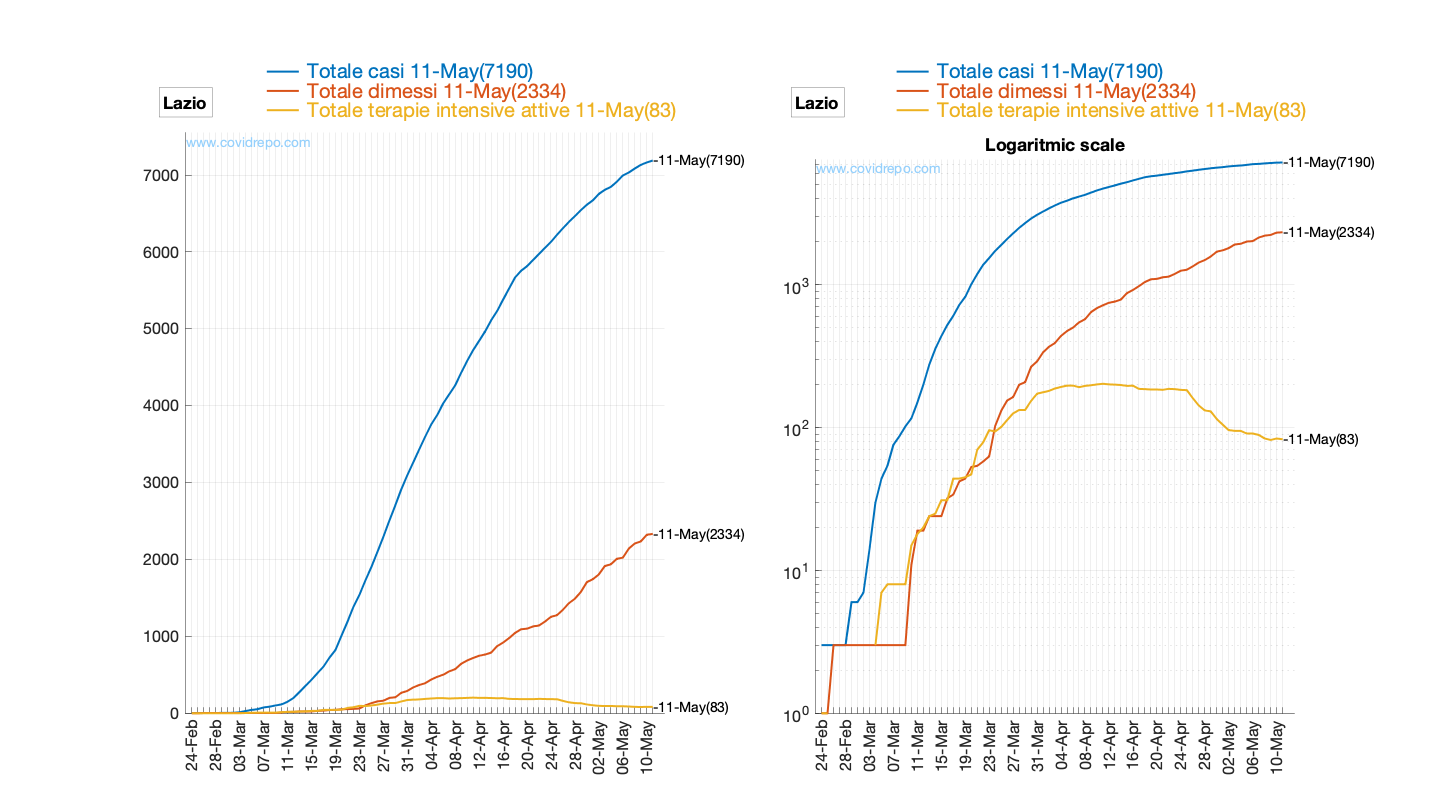 Totale casi 11-May(7190)
Totale dimessi 11-May(2334)
Totale terapie intensive attive 11-May(83)
Lazio
www.covidrepo.com
7000
6000
5000
4000
3000
2000
1000
0
-11-May(7190)
-11-May(2334)
-11-May(83)
24-Feb
28-Feb
03-Mar
07-Mar
11-Mar
15-Mar
19-Mar
23-Mar
27-Mar
31-Mar
04-Apr
08-Apr
12-Apr
16-Apr
20-Apr
24-Apr
28-Apr
02-May
06-May
10-May
Totale casi 11-May(7190)
Totale dimessi 11-May(2334)
Totale terapie intensive attive 11-May(83)
Lazio
Logaritmic scale
www.covidrepo.com
10³
10²
10¹
10⁰
-11-May(7190)
-11-May(2334)
-11-May(83)
24-Feb
28-Feb
03-Mar
07-Mar
11-Mar
15-Mar
19-Mar
23-Mar
27-Mar
31-Mar
04-Apr
08-Apr
12-Apr
16-Apr
20-Apr
24-Apr
28-Apr
02-May
06-May
10-May